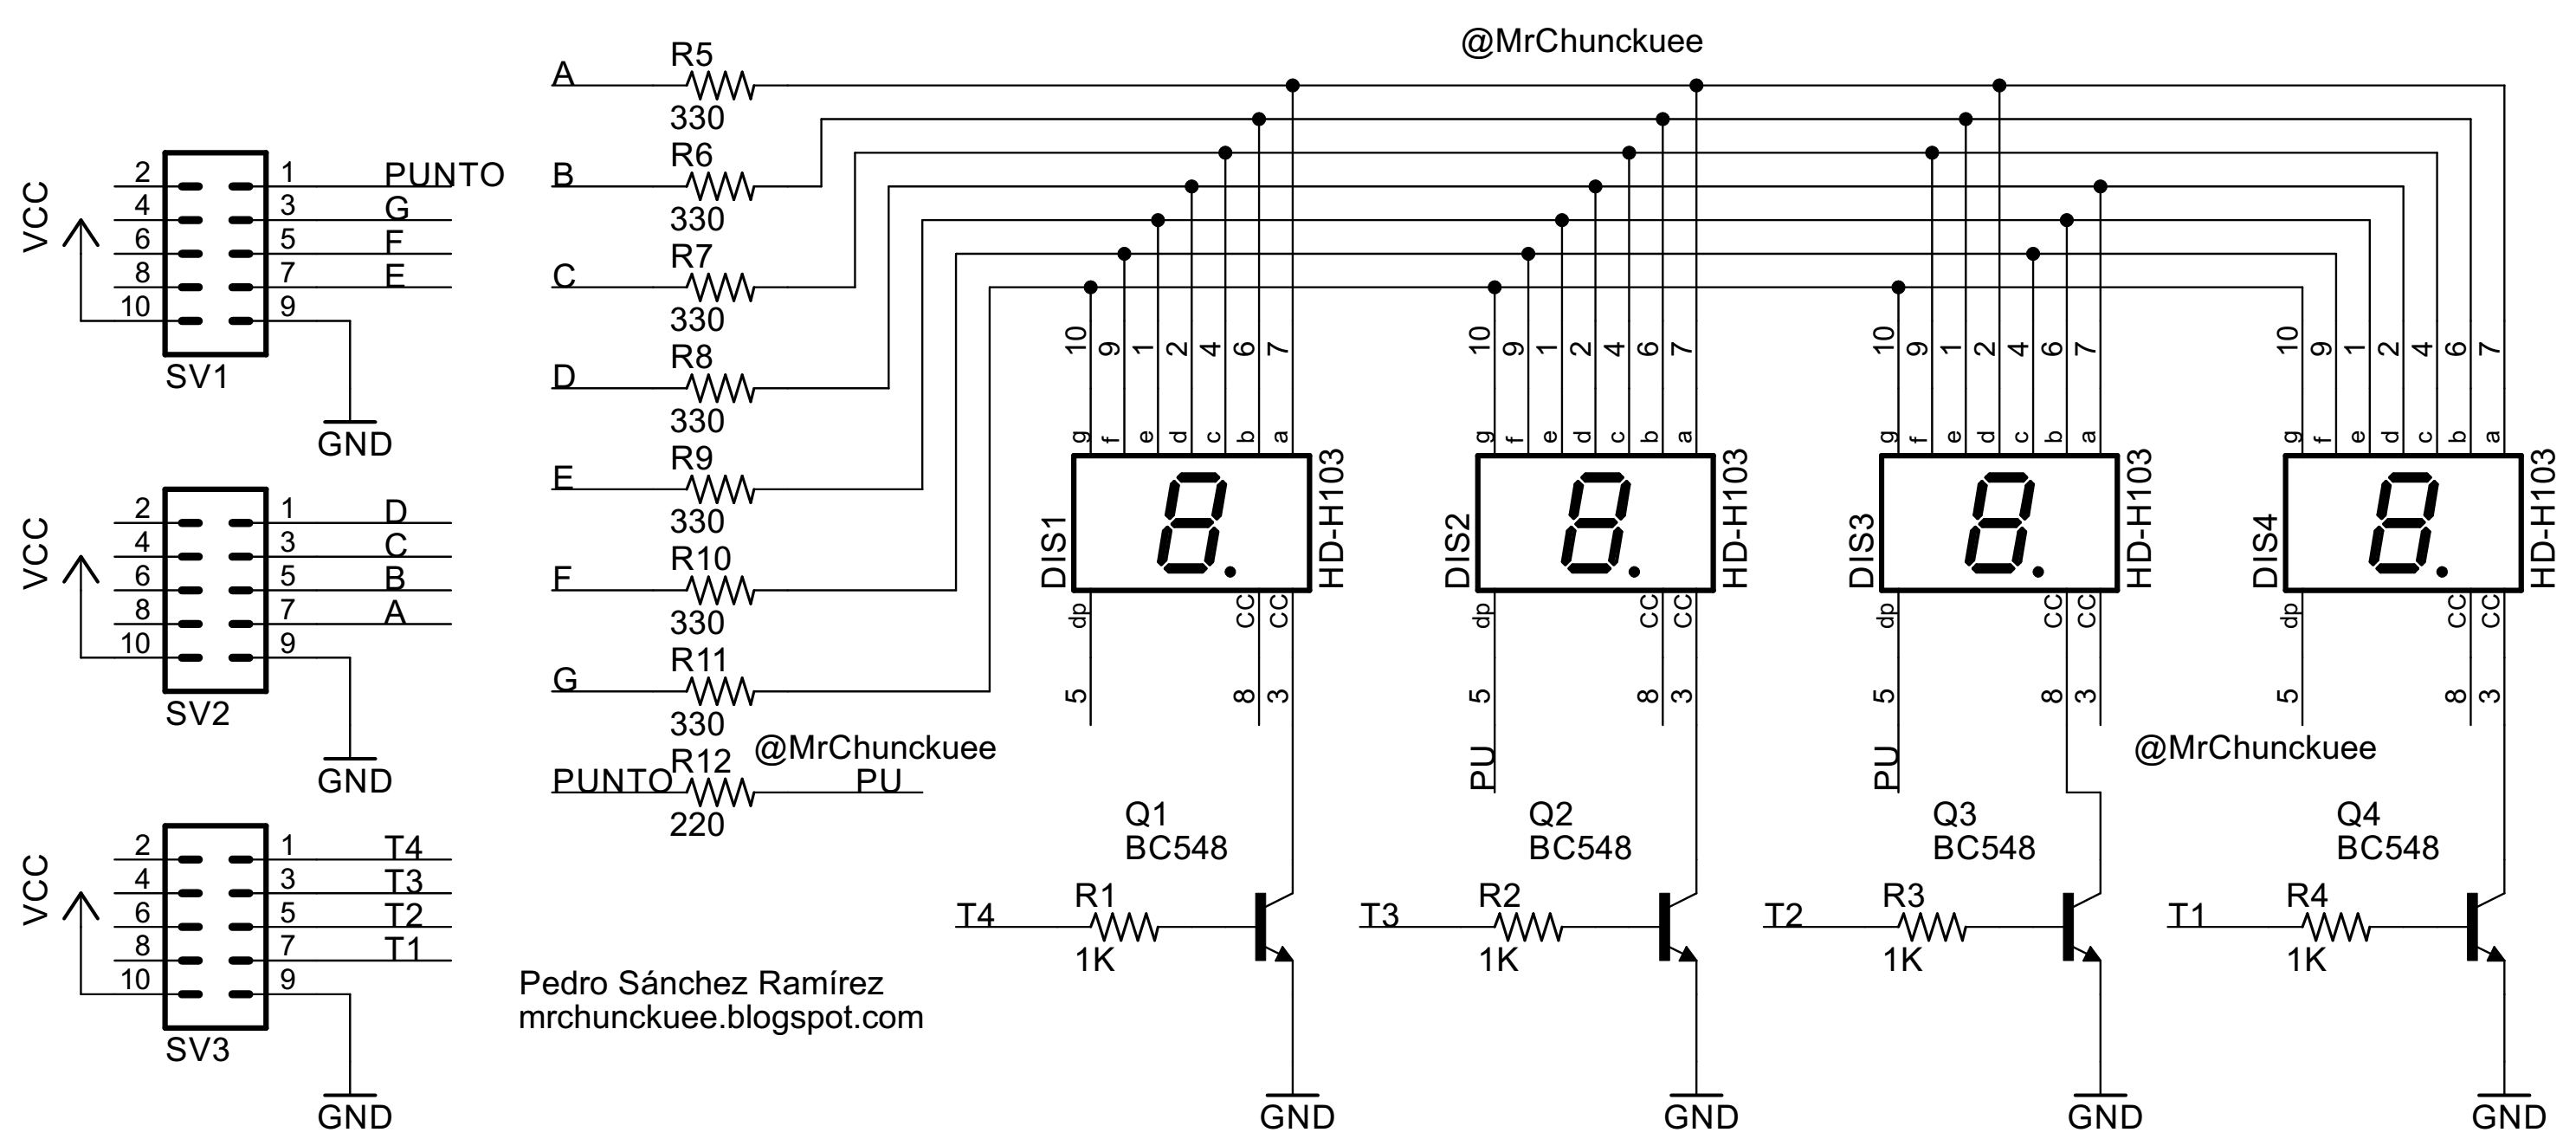 @MrChunckuee
VCC
2 1 PUNTO
4 3 G
6 5 F
8 7 E
10 9
SV1
GND
VCC
2 1 D
4 3 C
6 5 B
8 7 A
10 9
SV2
GND
VCC
2 1 T4
4 3 T3
6 5 T2
8 7 T1
10 9
SV3
GND
A R5
330
B R6
330
C R7
330
D R8
330
E R9
330
F R10
330
G R11
330
PUNTO R12 PU
220
@MrChunckuee
Pedro Sánchez Ramírez
mrchunckuee.blogspot.com
10 9 1 2 4 6 7
g f e d c b a
DIS1
HD-H103
dp CC CC
5 8 3
Q1
BC548
T4 R1
1K
GND
10 9 1 2 4 6 7
g f e d c b a
DIS2
HD-H103
dp CC CC
5 8 3
PU
Q2
BC548
T3 R2
1K
GND
10 9 1 2 4 6 7
g f e d c b a
DIS3
HD-H103
dp CC CC
5 8 3
PU
Q3
BC548
T2 R3
1K
GND
10 9 1 2 4 6 7
g f e d c b a
DIS4
HD-H103
dp CC CC
5 8 3
@MrChunckuee
Q4
BC548
T1 R4
1K
GND